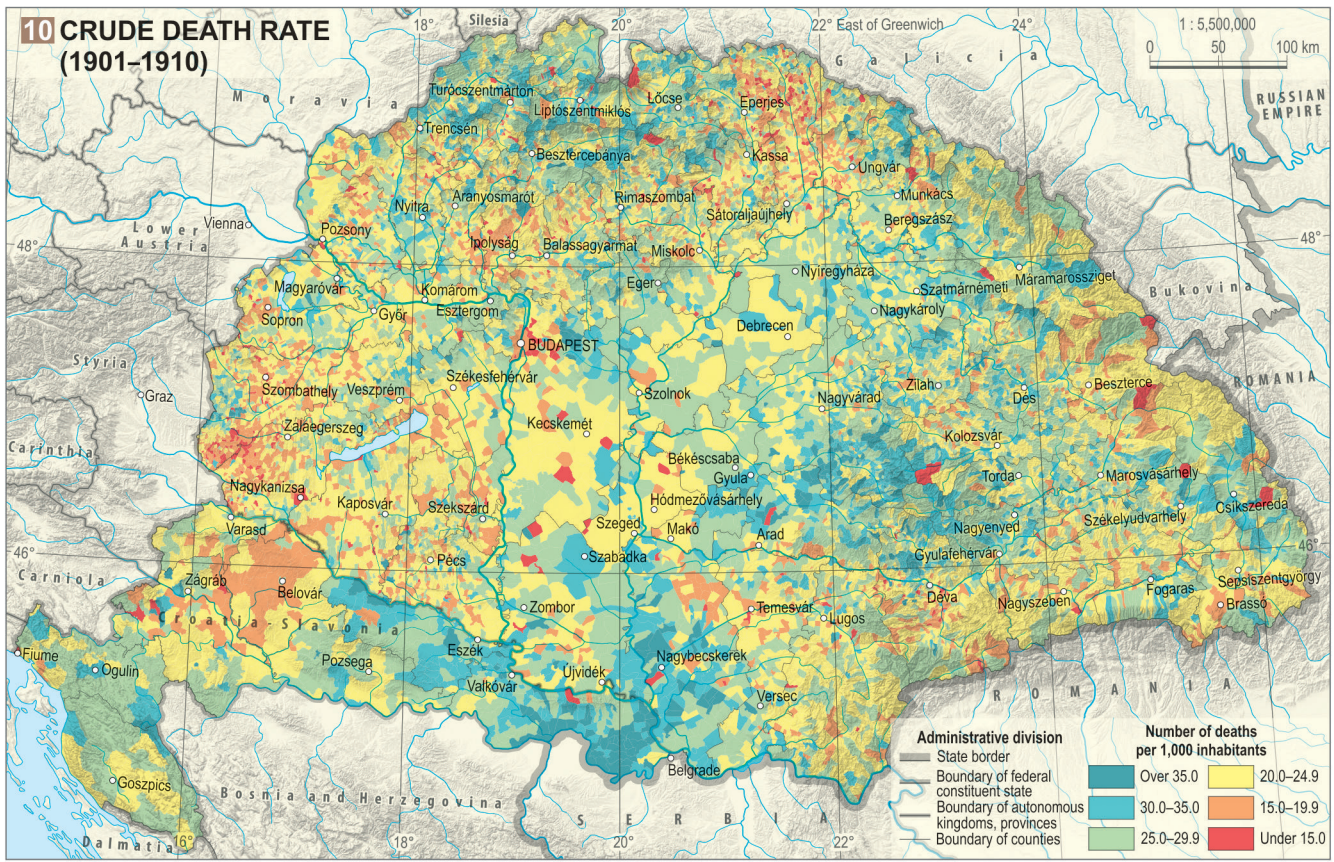 10 CRUDE DEATH RATE
(1901–1910)
Silesia
18°
20°
22°
East of Greenwich
24°
1 : 5,500,000
0 50 100 km
Galicia
Moravia
RUSSIAN
EMPIRE
Turócszentmárton
Liptószentmiklós
Lőcse
Eperjes
Trencsén
Besztercebánya
Kassa
Ungvár
Munkács
Aranyosmarót
Rimaszombat
Nyitra
Sátoraljaújhely
Beregszász
Vienna
Lower
Austria
Pozsony
Ipolyság
Balassagyarmat
Miskolc
48°
48°
Nyíregyháza
Máramarossziget
Magyaróvár
Komárom
Eger
Szatmárnémeti
Bukovina
Sopron
Győr
Esztergom
Nagykároly
Debrecen
BUDAPEST
Styria
Székesfehérvár
ROMANIA
Szombathely
Veszprém
Szolnok
Zilah
Dés
Beszterce
Graz
Nagyvárad
Zalaegerszeg
Kecskemét
Kolozsvár
Carinthia
Békéscsaba
Gyula
Torda
Marosvásárhely
Nagykanizsa
Kaposvár
Szekszárd
Hódmezővásárhely
Csíkszereda
Varasd
Szeged
Makó
Arad
Nagyenyed
Székelyudvarhely
46°
46°
Pécs
Szabadka
Gyulafehérvár
Carniola
Zágráb
Belovár
Sepsiszentgyörgy
Zombor
Temesvár
Déva
Nagyszeben
Fogaras
Brassó
Croatia-Slavonia
Lugos
Fiume
Ogulin
Pozsega
Eszék
Nagybecskerek
Valkóvár
Újvidék
Versec
ROMANIA
Belgrade
Goszpics
Bosnia and Herzegovina
SERBIA
Dalmatia
16°
18°
20°
22°
Administrative division
State border
Boundary of federal
constituent state
Boundary of autonomous
kingdoms, provinces
Boundary of counties
Number of deaths
per 1,000 inhabitants
Over 35.0
20.0–24.9
30.0–35.0
15.0–19.9
25.0–29.9
Under 15.0